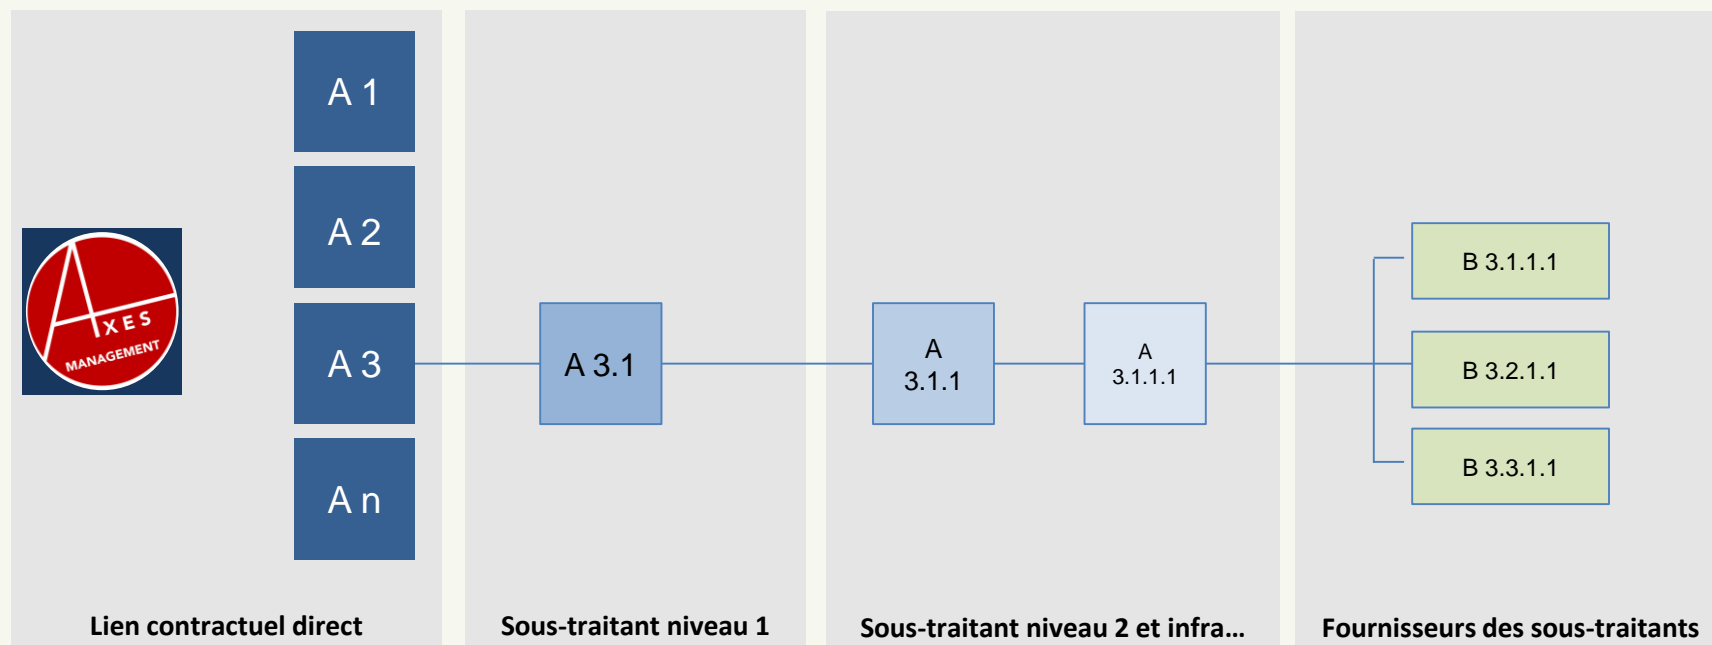 A 1
A 2
AXES
MANAGEMENT
A 3
A n
Lien contractuel direct
A 3.1
Sous-traitant niveau 1
A
3.1.1
A
3.1.1.1
Sous-traitant niveau 2 et infra...
B 3.1.1.1
B 3.2.1.1
B 3.3.1.1
Fournisseurs des sous-traitants